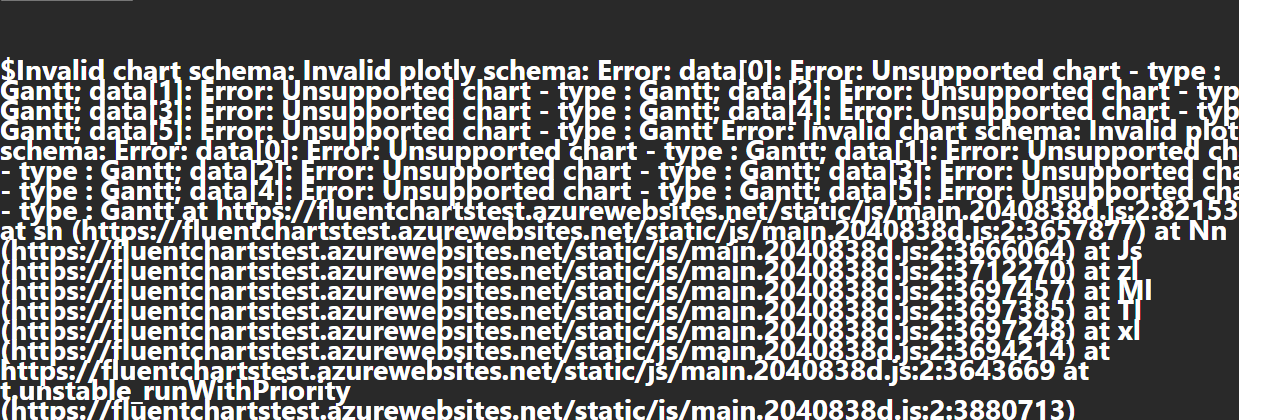 $Invalid chart schema: Invalid plotly schema: Error: data[0]: Error: Unsupported chart - type :
Gantt; data[1]: Error: Unsupported chart - type : Gantt; data[2]: Error: Unsupported chart - typ
Gantt; data[3]: Error: Unsupported chart - type : Gantt; data[4]: Error: Unsupported chart - typ
Gantt; data[5]: Error: Unsupported chart - type : Gantt Error: Invalid chart schema: Invalid plot
schema: Error: data[0]: Error: Unsupported chart - type : Gantt; data[1]: Error: Unsupported ch
- type : Gantt; data[2]: Error: Unsupported chart - type : Gantt; data[3]: Error: Unsupported cha
- type : Gantt; data[4]: Error: Unsupported chart - type : Gantt; data[5]: Error: Unsupported cha
- type : Gantt at https://fluentchartstest.azurewebsites.net/static/js/main.2040838d.js:2:82153
at sh (https://fluentchartstest.azurewebsites.net/static/js/main.2040838d.js:2:3657877) at Nn
(https://fluentchartstest.azurewebsites.net/static/js/main.2040838d.js:2:3666064) at Js
(https://fluentchartstest.azurewebsites.net/static/js/main.2040838d.js:2:3712270) at zl
(https://fluentchartstest.azurewebsites.net/static/js/main.2040838d.js:2:3697457) at Ml
(https://fluentchartstest.azurewebsites.net/static/js/main.2040838d.js:2:3697385) at Tl
(https://fluentchartstest.azurewebsites.net/static/js/main.2040838d.js:2:3697248) at xl
(https://fluentchartstest.azurewebsites.net/static/js/main.2040838d.js:2:3694214) at
https://fluentchartstest.azurewebsites.net/static/js/main.2040838d.js:2:3643669 at
t.unstable_runWithPriority
(https://fluentchartstest.azurewebsites.net/static/js/main.2040838d.js:2:3880713)